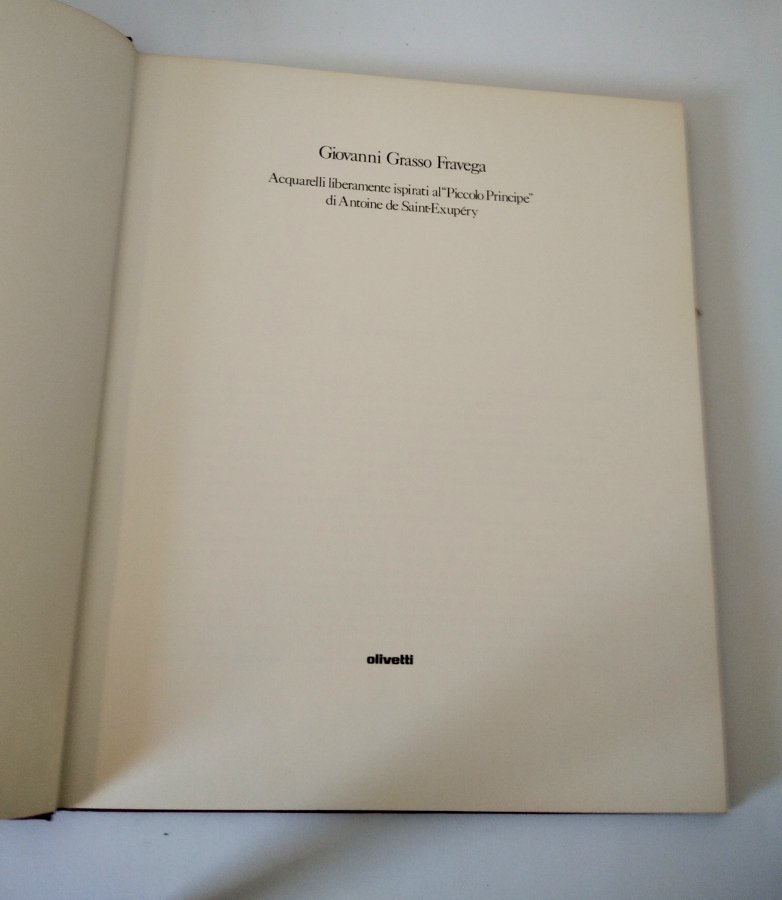 Giovanni Grasso Fravega
Acquarelli liberamente ispirati al “Piccolo Principe”
di Antoine de Saint-Exupéry
olivetti